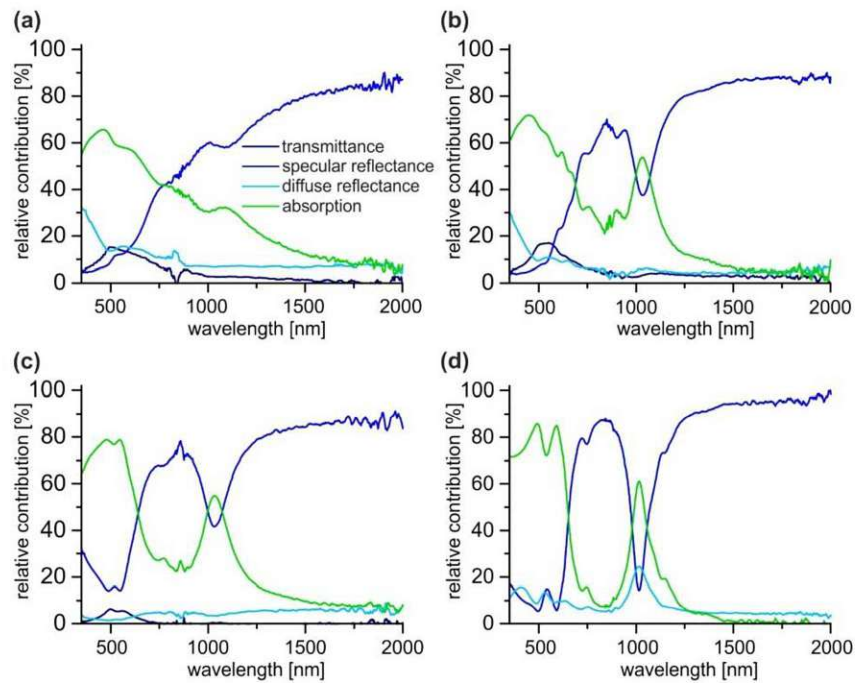 (a)
100
80
60
40
20
0
relative contribution [%]
transmittance
specular reflectance
diffuse reflectance
absorption
500 1000 1500 2000
wavelength [nm]
(b)
100
80
60
40
20
0
relative contribution [%]
500 1000 1500 2000
wavelength [nm]
(c)
100
80
60
40
20
0
relative contribution [%]
500 1000 1500 2000
wavelength [nm]
(d)
100
80
60
40
20
0
relative contribution [%]
500 1000 1500 2000
wavelength [nm]